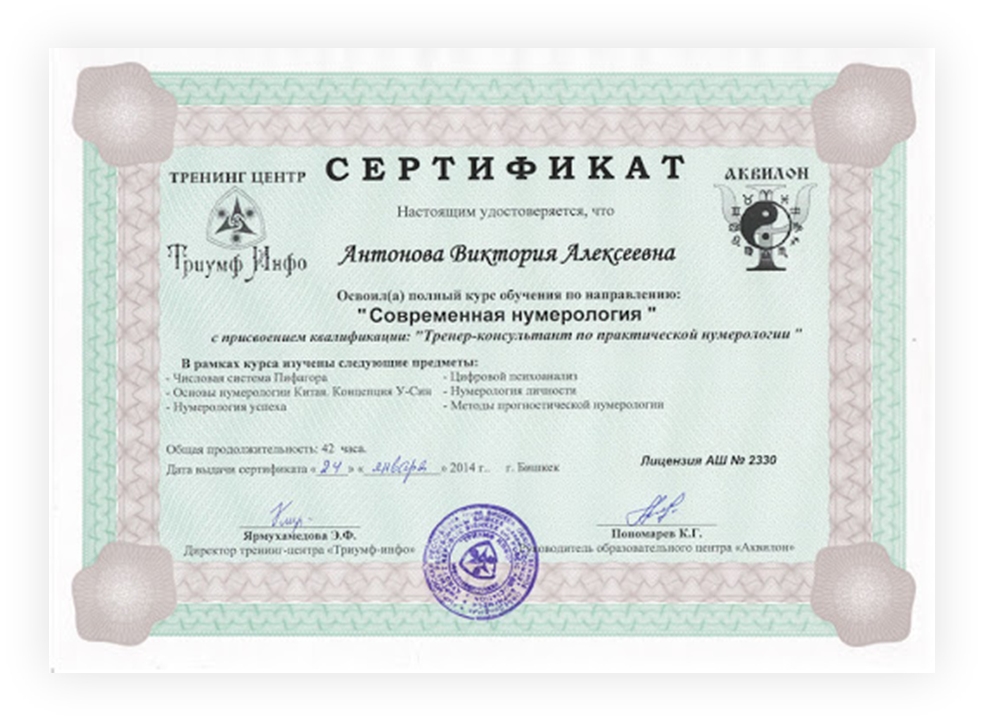 СЕРТИФИКАТ
ТРЕНИНГ ЦЕНТР
Триумф Инфо
АКВИЛОН
Настоящим удостоверяется, что
Антонова Виктория Алексеевна
Освоил(а) полный курс обучения по направлению:
"Современная нумерология "
с присвоением квалификации: "Тренер-консультант по практической нумерологии "
В рамках курса изучены следующие предметы:
- Числовая система Пифагора
- Основы нумерологии Китая. Концепция У-Син
- Нумерология успеха
- Цифровой психоанализ
- Нумерология личности
- Методы прогностической нумерологии
Общая продолжительность: 42 часа.
Дата выдачи сертификата « 24 » « января » 2014 г.. г. Бишкек
Лицензия АШ № 2330
Ярмухамедова Э.Ф.
Директор тренинг-центра «Триумф-инфо»
Пономарев К.Г.
Руководитель образовательного центра «Аквилон»